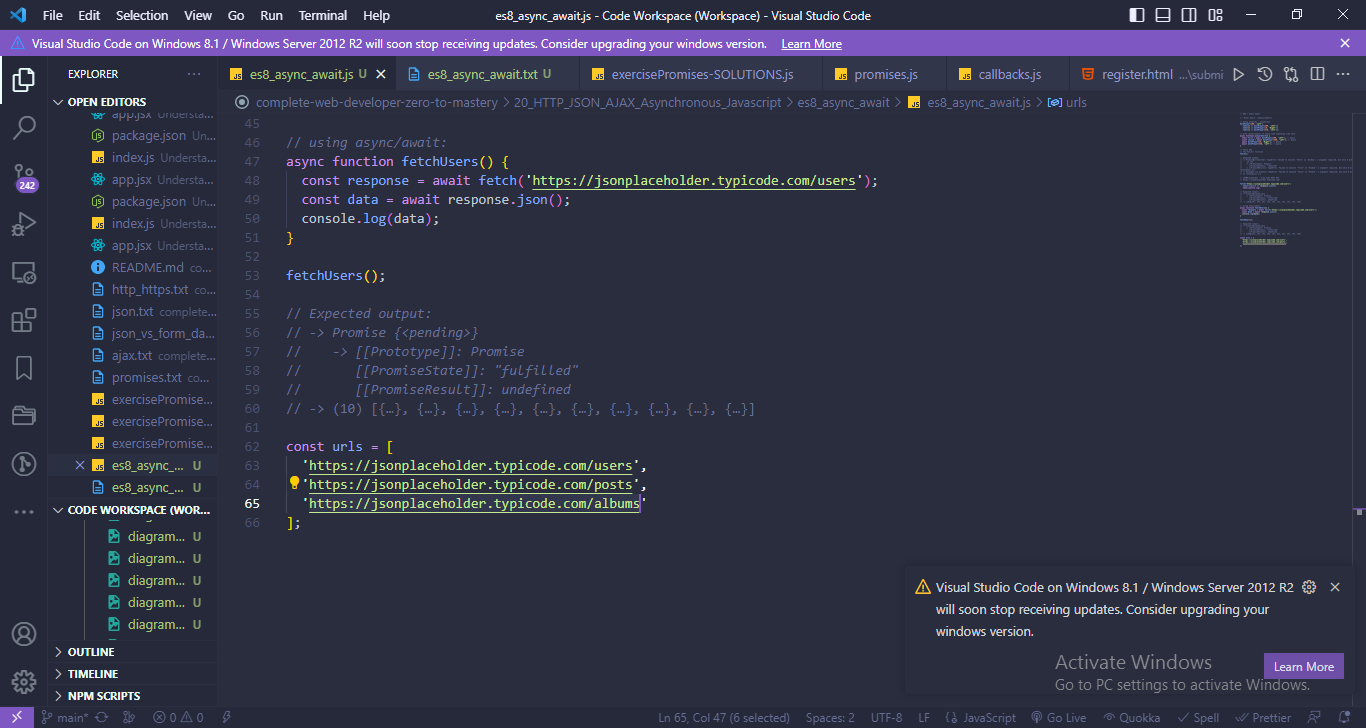 File Edit Selection View Go Run Terminal Help
es8_async_await.js - Code Workspace (Workspace) - Visual Studio Code
Visual Studio Code on Windows 8.1 / Windows Server 2012 R2 will soon stop receiving updates. Consider upgrading your windows version. Learn More
EXPLORER
es8_async_await.js U
es8_async_await.txt U
exercisePromises-SOLUTIONS.js
promises.js
callbacks.js
register.html ...\submi
OPEN EDITORS
app.jsx Understa...
package.json Un...
index.js Understa...
app.jsx Understa...
package.json Un...
index.js Understa...
app.jsx Understa...
README.md co...
http_https.txt co...
json.txt complete...
json_vs_form_da...
ajax.txt complete...
promises.txt co...
exercisePromise...
exercisePromise...
exercisePromise...
es8_async_... U
es8_async_... U
CODE WORKSPACE (WOR...
diagram... U
diagram... U
diagram... U
diagram... U
diagram... U
OUTLINE
TIMELINE
NPM SCRIPTS
242
complete-web-developer-zero-to-mastery > 20_HTTP_JSON_AJAX_Asynchronous_Javascript > es8_async_await > es8_async_await.js > urls
45
46 // using async/await:
47 async function fetchUsers() {
48 const response = await fetch('https://jsonplaceholder.typicode.com/users');
49 const data = await response.json();
50 console.log(data);
51 }
52
53 fetchUsers();
54
55 // Expected output:
56 // -> Promise {<pending>}
57 // -> [[Prototype]]: Promise
58 // [[PromiseState]]: "fulfilled"
59 // [[PromiseResult]]: undefined
60 // -> (10) [{…}, {…}, {…}, {…}, {…}, {…}, {…}, {…}, {…}, {…}]
61
62 const urls = [
63 'https://jsonplaceholder.typicode.com/users',
64 'https://jsonplaceholder.typicode.com/posts',
65 'https://jsonplaceholder.typicode.com/albums'
66 ];
Visual Studio Code on Windows 8.1 / Windows Server 2012 R2
will soon stop receiving updates. Consider upgrading your
windows version.
Learn More
Activate Windows
Go to PC settings to activate Windows.
main* 0 0 Ln 65, Col 47 (6 selected) Spaces: 2 UTF-8 LF JavaScript Go Live Quokka Spell Prettier